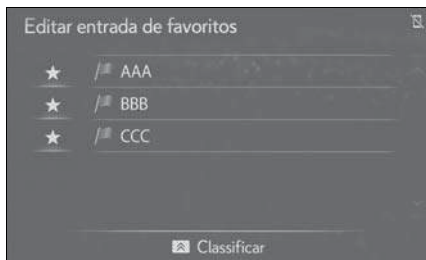 Editar entrada de favoritos
AAA
BBB
CCC
Classificar